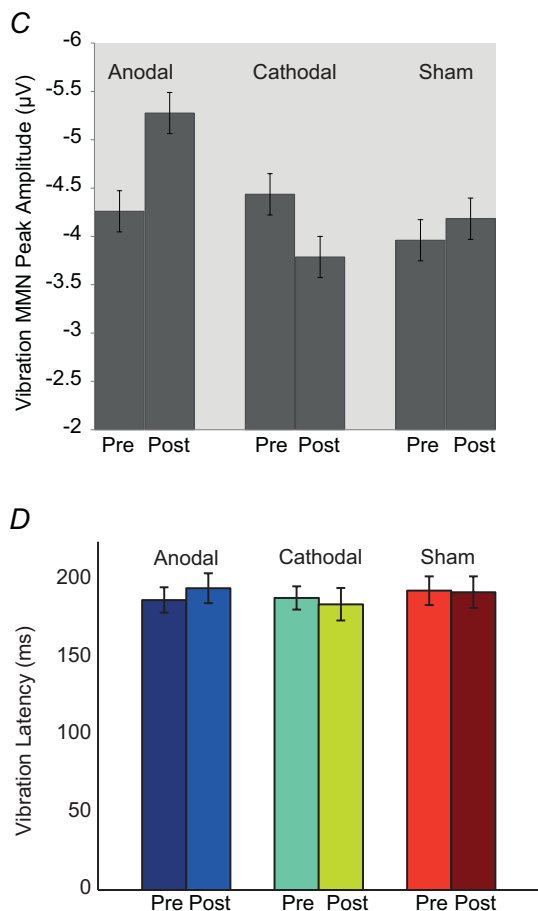 C
Vibration MMN Peak Amplitude (µV)
-6
-5.5
-5
-4.5
-4
-3.5
-3
-2.5
-2
Anodal Cathodal Sham
Pre Post Pre Post Pre Post
D
Vibration Latency (ms)
200
150
100
50
0
Anodal Cathodal Sham
Pre Post Pre Post Pre Post